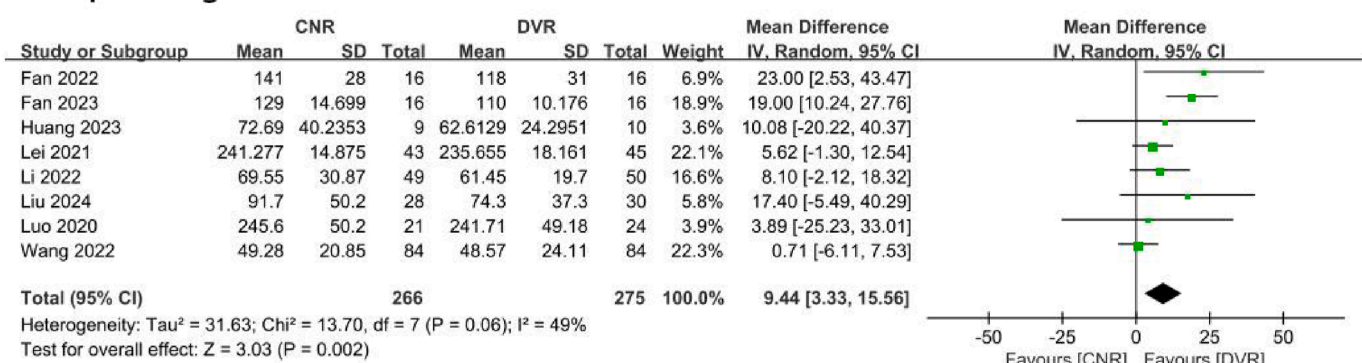 CNR DVR Mean Difference Mean Difference
Study or Subgroup Mean SD Total Mean SD Total Weight IV, Random, 95% CI IV, Random, 95% CI
Fan 2022 141 28 16 118 31 16 6.9% 23.00 [2.53, 43.47]
Fan 2023 129 14.699 16 110 10.176 16 18.9% 19.00 [10.24, 27.76]
Huang 2023 72.69 40.2353 9 62.6129 24.2951 10 3.6% 10.08 [-20.22, 40.37]
Lei 2021 241.277 14.875 43 235.655 18.161 45 22.1% 5.62 [-1.30, 12.54]
Li 2022 69.55 30.87 49 61.45 19.7 50 16.6% 8.10 [-2.12, 18.32]
Liu 2024 91.7 50.2 28 74.3 37.3 30 5.8% 17.40 [-5.49, 40.29]
Luo 2020 245.6 50.2 21 241.71 49.18 24 3.9% 3.89 [-25.23, 33.01]
Wang 2022 49.28 20.85 84 48.57 24.11 84 22.3% 0.71 [-6.11, 7.53]
Total (95% CI) 266 275 100.0% 9.44 [3.33, 15.56]
Heterogeneity: Tau² = 31.63; Chi² = 13.70, df = 7 (P = 0.06); I² = 49%
Test for overall effect: Z = 3.03 (P = 0.002)
-50 -25 0 25 50
Favours [CNR] Favours [DVR]